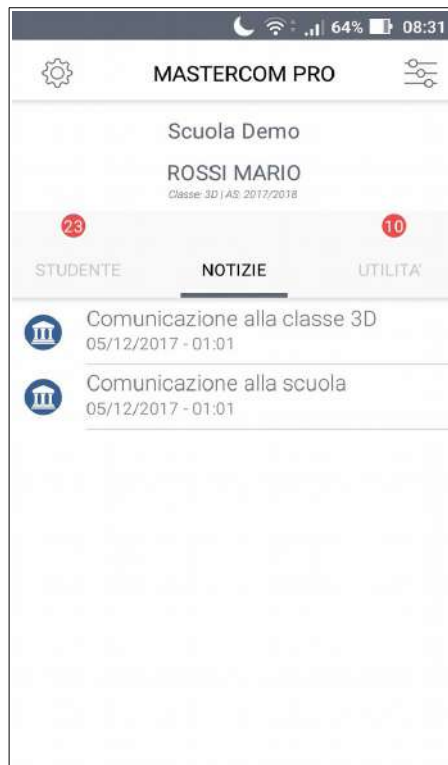 64% 08:31
MASTERCOM PRO
Scuola Demo
ROSSI MARIO
Classe: 3D | AS: 2017/2018
23 10
STUDENTE NOTIZIE UTILITA'
Comunicazione alla classe 3D
05/12/2017 - 01:01
Comunicazione alla scuola
05/12/2017 - 01:01